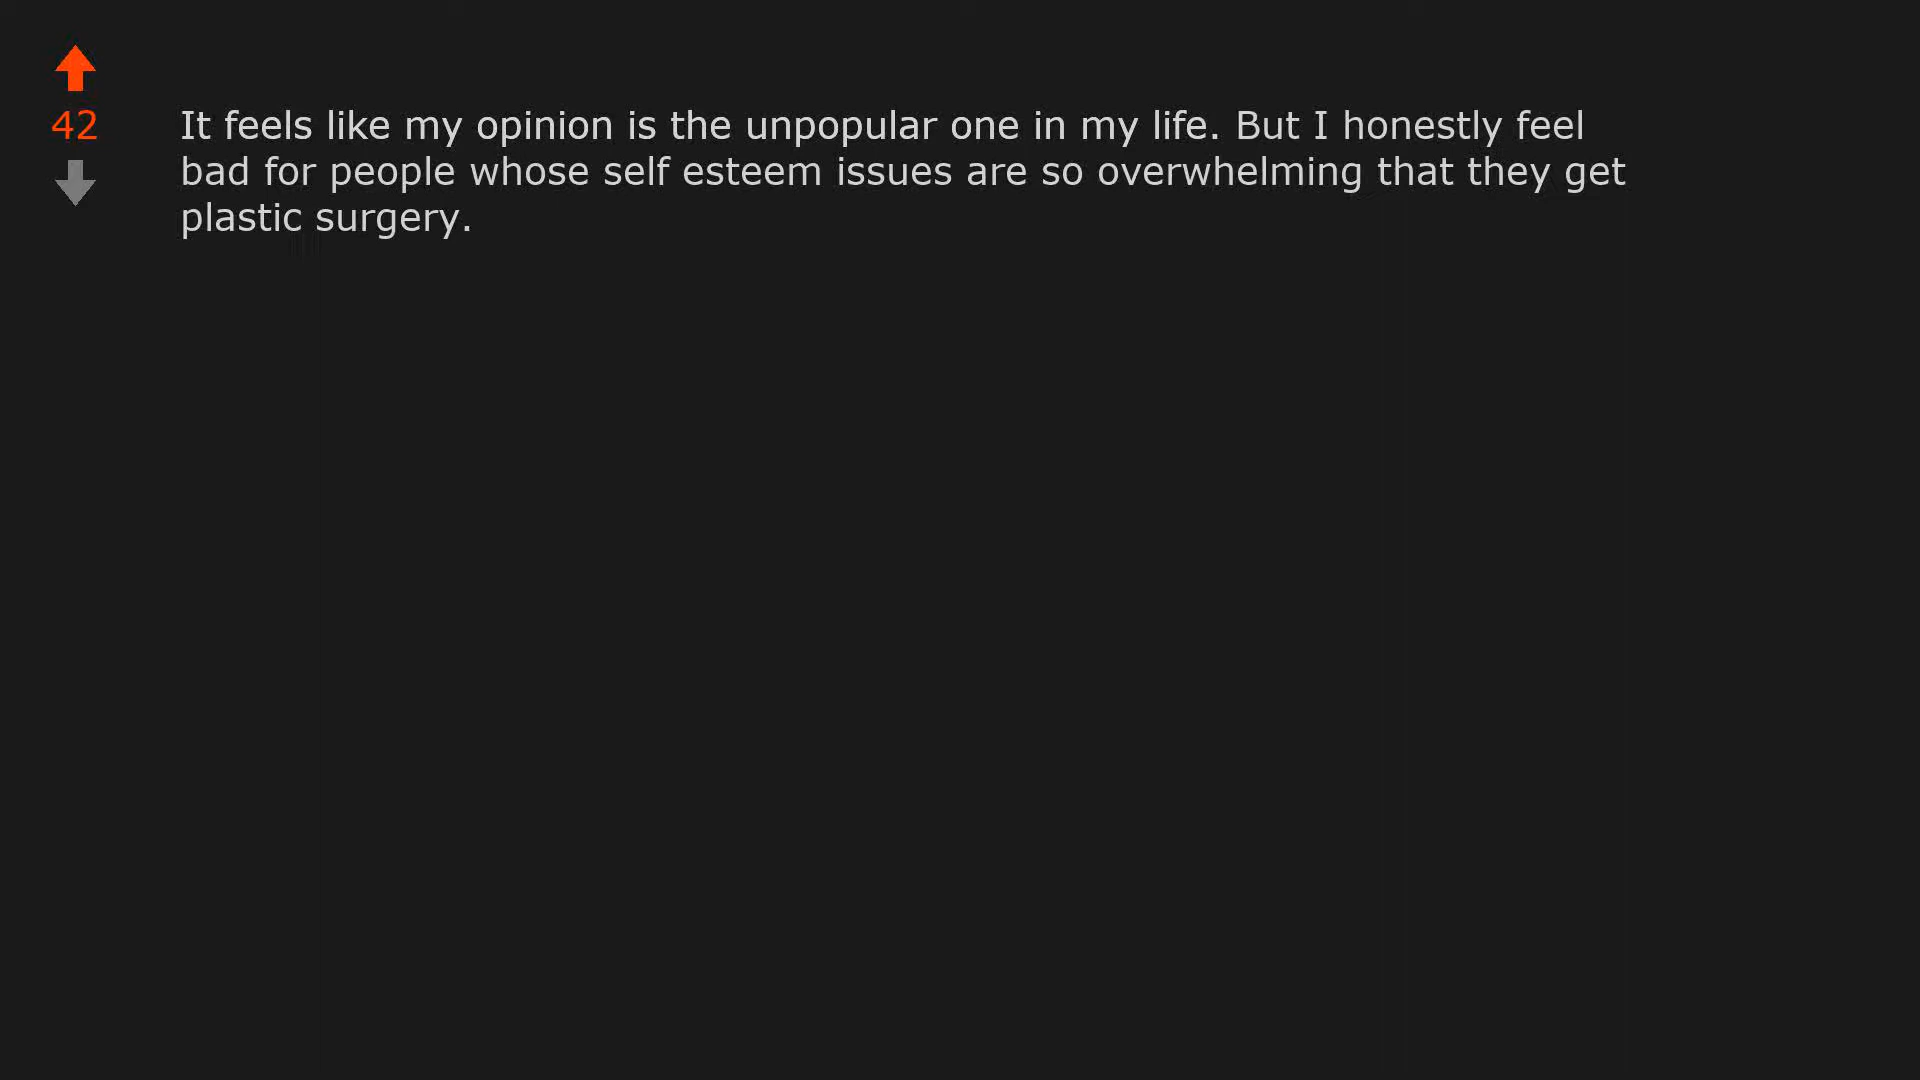 42
It feels like my opinion is the unpopular one in my life. But I honestly feel
bad for people whose self esteem issues are so overwhelming that they get
plastic surgery.